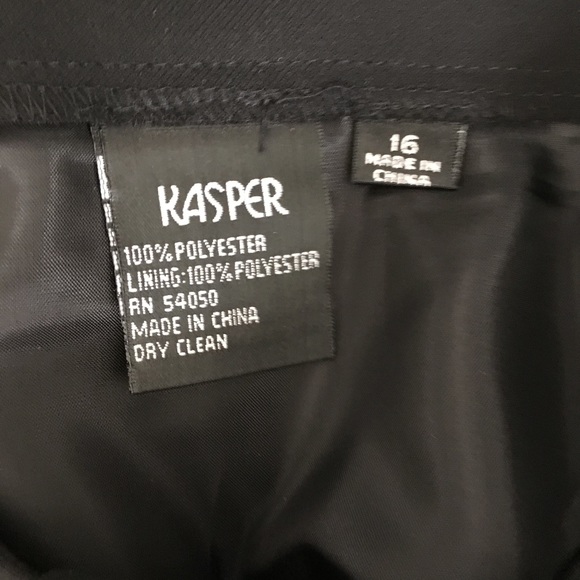 KASPER
100% POLYESTER
LINING:100% POLYESTER
RN 54050
MADE IN CHINA
DRY CLEAN
16
MADE IN
CHINA